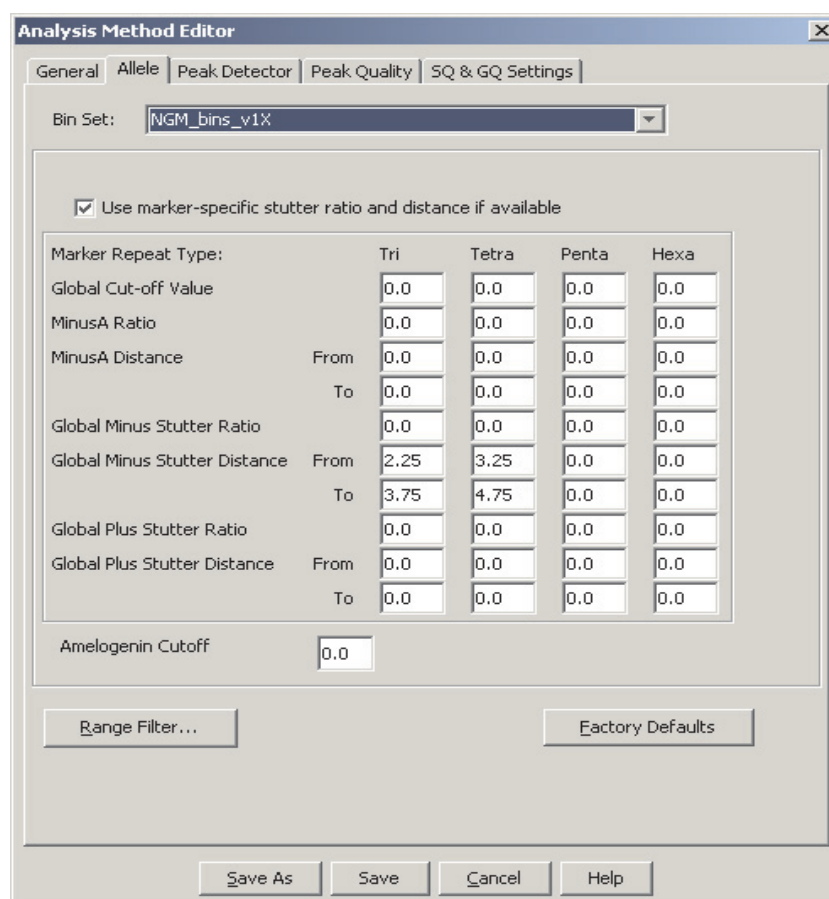 Analysis Method Editor
General Allele Peak Detector Peak Quality SQ & GQ Settings
Bin Set: NGM_bins_v1X
Use marker-specific stutter ratio and distance if available
Marker Repeat Type: Tri Tetra Penta Hexa
Global Cut-off Value 0.0 0.0 0.0 0.0
MinusA Ratio 0.0 0.0 0.0 0.0
MinusA Distance From 0.0 0.0 0.0 0.0
To 0.0 0.0 0.0 0.0
Global Minus Stutter Ratio 0.0 0.0 0.0 0.0
Global Minus Stutter Distance From 2.25 3.25 0.0 0.0
To 3.75 4.75 0.0 0.0
Global Plus Stutter Ratio 0.0 0.0 0.0 0.0
Global Plus Stutter Distance From 0.0 0.0 0.0 0.0
To 0.0 0.0 0.0 0.0
Amelogenin Cutoff 0.0
Range Filter... Factory Defaults
Save As Save Cancel Help